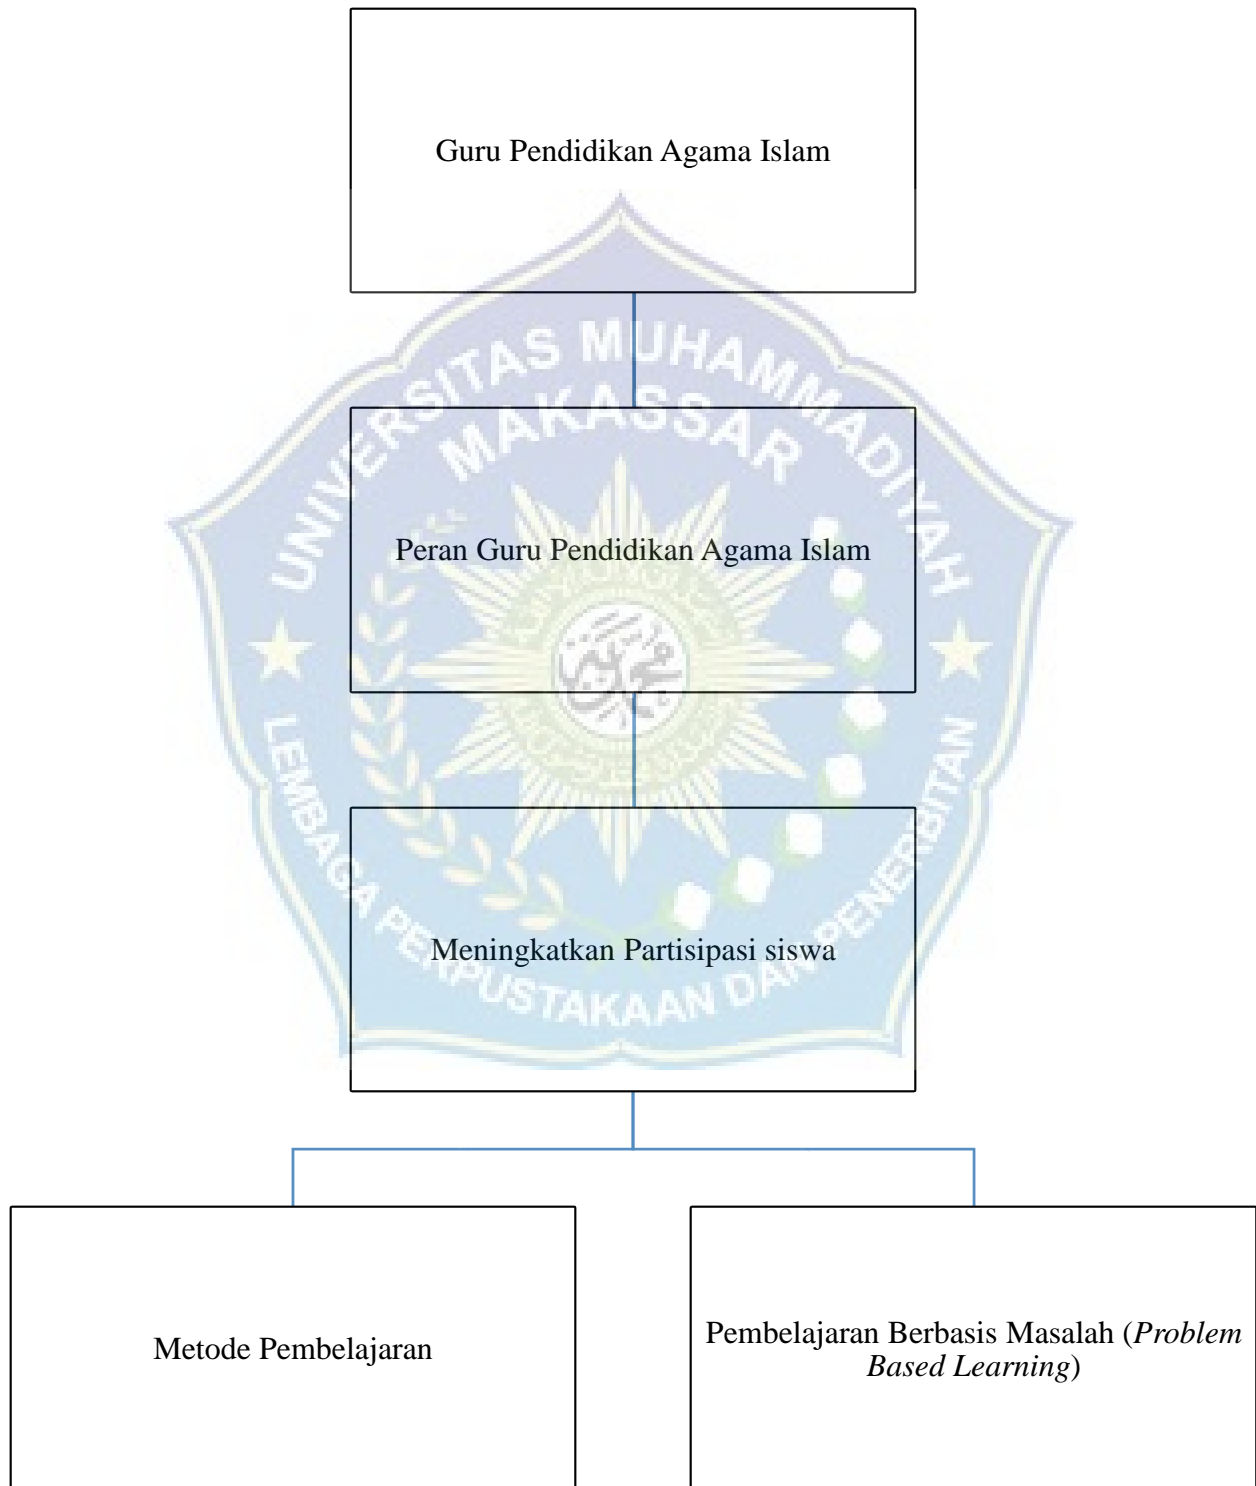 Guru Pendidikan Agama Islam
UNIVERSITAS MUHAMMADIYAH
MAKASSAR
Peran Guru Pendidikan Agama Islam
Meningkatkan Partisipasi siswa
LEMBAGA PERPUSTAKAAN DAN PENERBITAN
Metode Pembelajaran
Pembelajaran Berbasis Masalah (Problem
Based Learning)